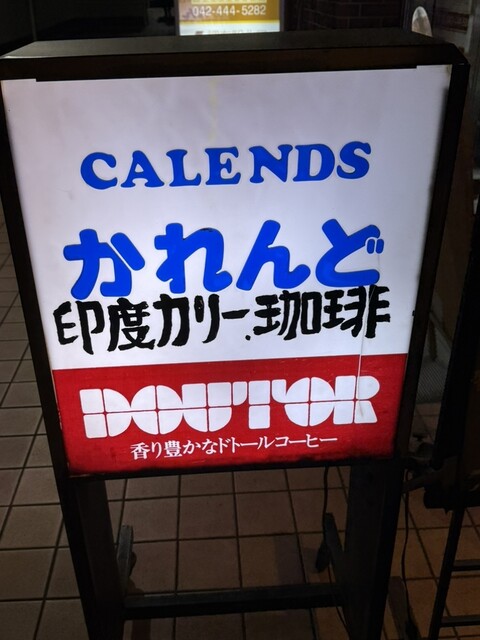 042-444-5282
CALENDS
かれんど
印度カリー.珈琲
DOUTOR
香り豊かなドトールコーヒー